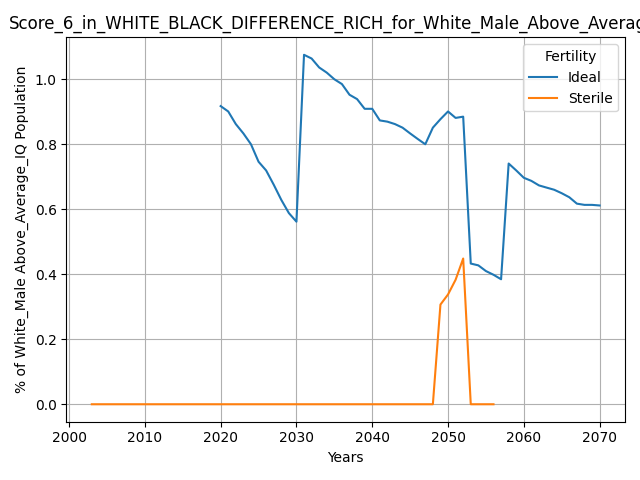 Score_6_in_WHITE_BLACK_DIFFERENCE_RICH_for_White_Male_Above_Averag
% of White_Male Above_Average_IQ Population
Fertility
Ideal
Sterile
1.0
0.8
0.6
0.4
0.2
0.0
2000 2010 2020 2030 2040 2050 2060 2070
Years